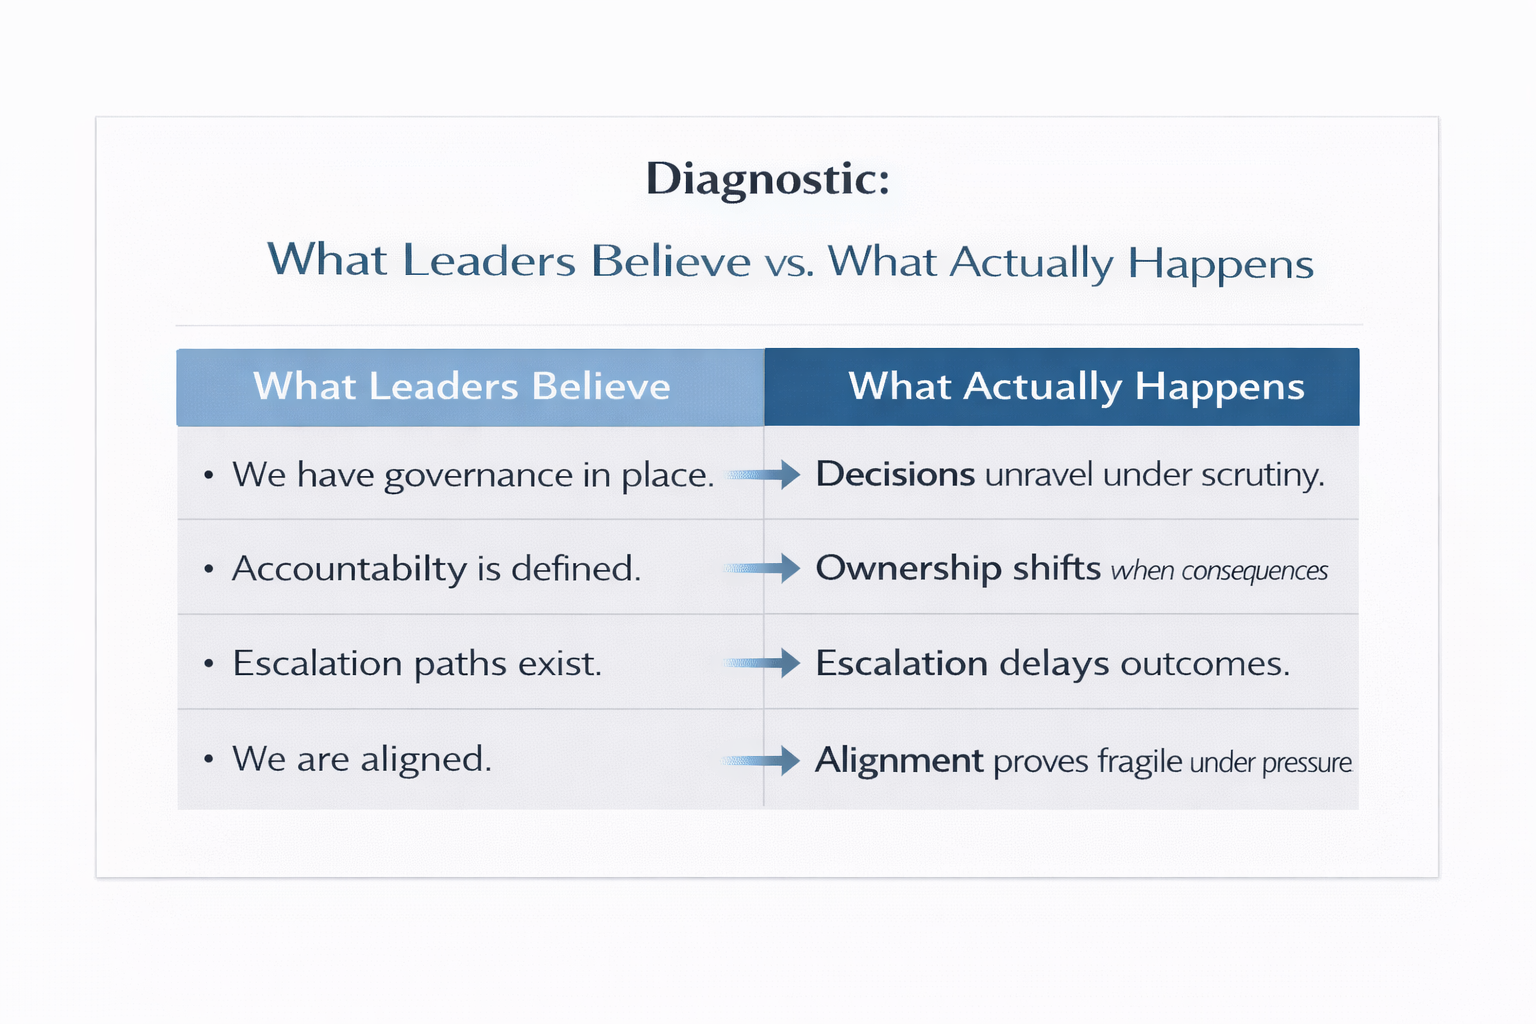 Diagnostic:
What Leaders Believe vs. What Actually Happens
What Leaders Believe
What Actually Happens
• We have governance in place.
Decisions unravel under scrutiny.
• Accountabilty is defined.
Ownership shifts when consequences
• Escalation paths exist.
Escalation delays outcomes.
• We are aligned.
Alignment proves fragile under pressure.